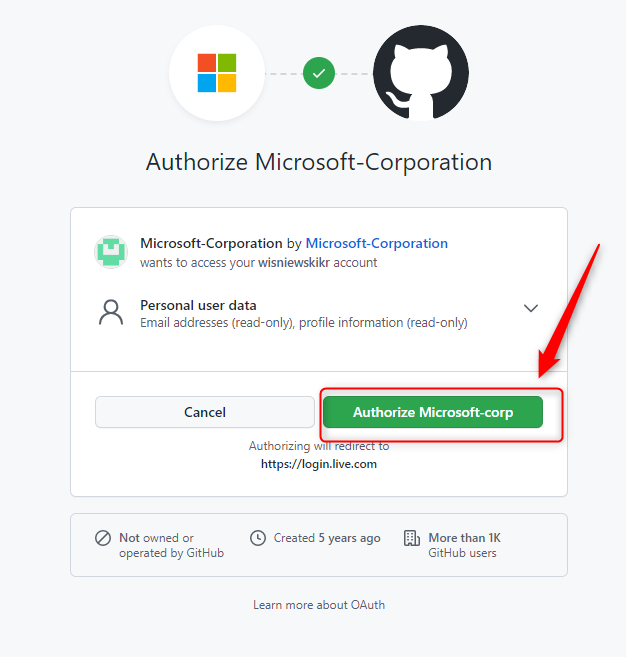 Authorize Microsoft-Corporation
Microsoft-Corporation by Microsoft-Corporation
wants to access your wisniewskikr account
Personal user data
Email addresses (read-only), profile information (read-only)
Cancel
Authorize Microsoft-corp
Authorizing will redirect to
https://login.live.com
Not owned or
operated by GitHub
Created 5 years ago
More than 1K
GitHub users
Learn more about OAuth